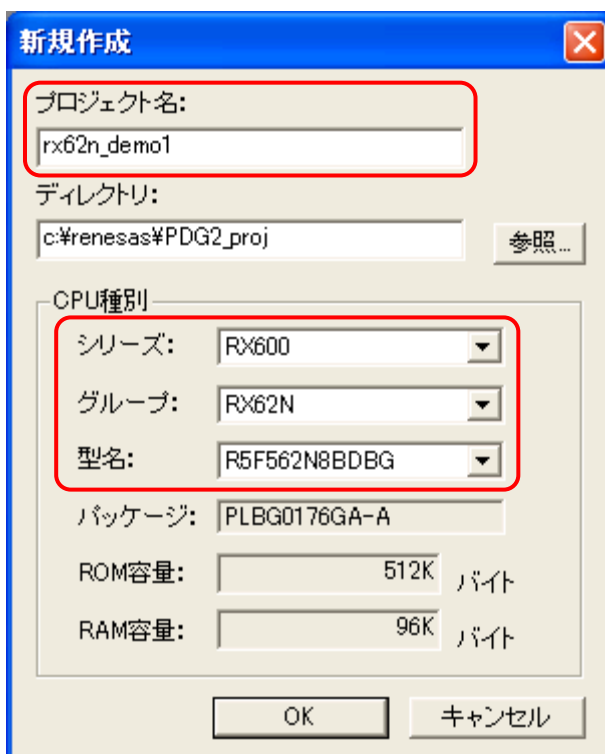 新規作成
プロジェクト名:
rx62n_demo1
ディレクトリ:
c:¥renesas¥PDG2_proj
参照...
CPU種別
シリーズ: RX600
グループ: RX62N
型名: R5F562N8BDBG
パッケージ: PLBG0176GA-A
ROM容量: 512K バイト
RAM容量: 96K バイト
OK キャンセル